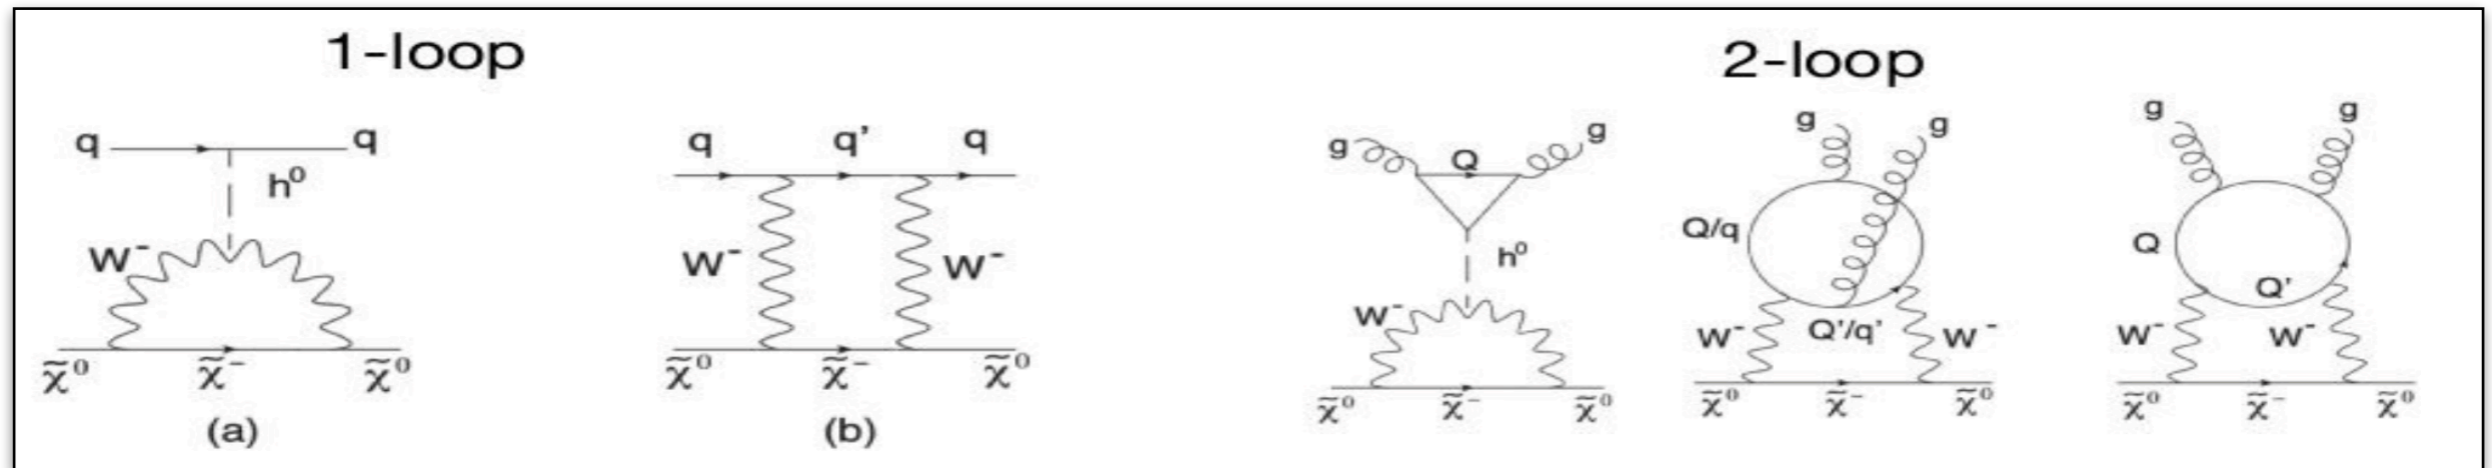 1-loop
2-loop
q q
h⁰
W⁻
χ̃⁰ χ̃⁻ χ̃⁰
(a)
q q’ q
W⁻ W⁻
χ̃⁰ χ̃⁻ χ̃⁰
(b)
g g
Q
h⁰
W⁻
χ̃⁰ χ̃⁻ χ̃⁰
g g
Q/q
W⁻ Q’/q’ W⁻
χ̃⁰ χ̃⁻ χ̃⁰
g g
Q
Q’
W⁻ W⁻
χ̃⁰ χ̃⁻ χ̃⁰